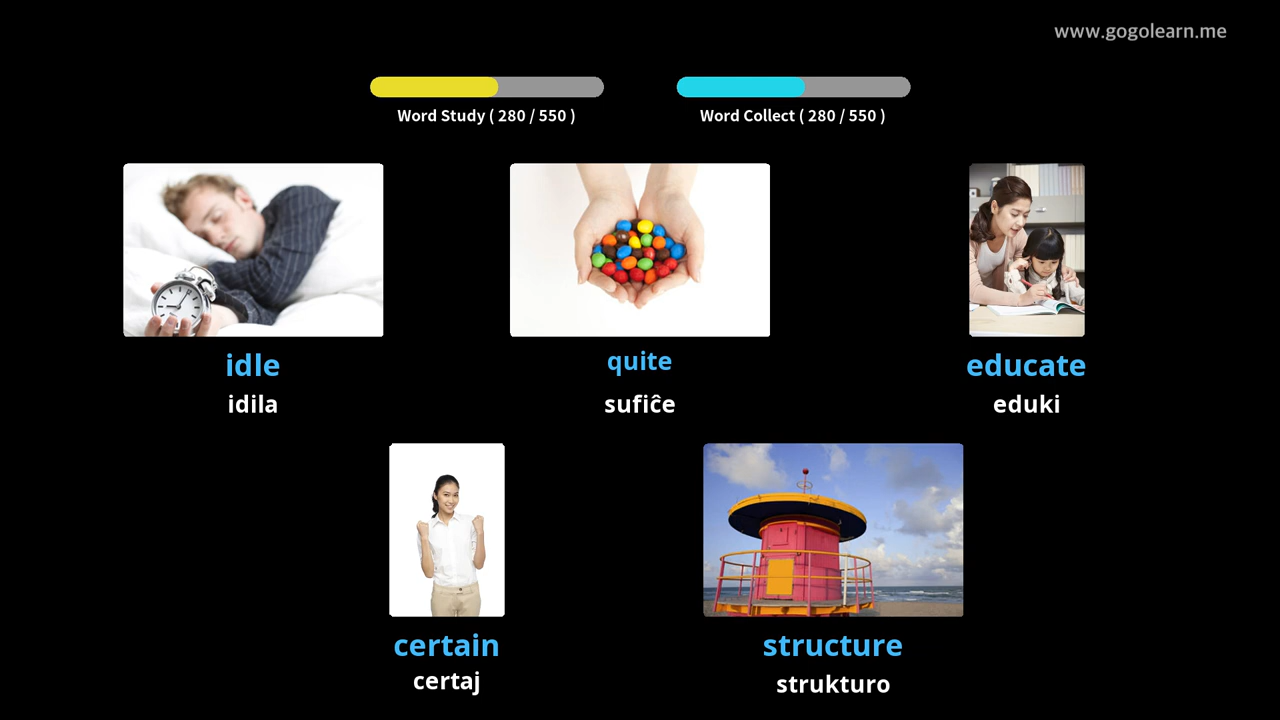 www.gogolearn.me
Word Study ( 280 / 550 )
Word Collect ( 280 / 550 )
idle
idila
quite
sufiĉe
educate
eduki
certain
certaj
structure
strukturo